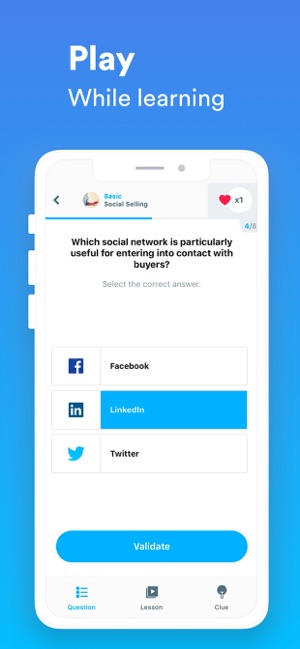 Play
While learning
Basic
Social Selling
x1
4/8
Which social network is particularly
useful for entering into contact with
buyers?
Select the correct answer.
Facebook
LinkedIn
Twitter
Validate
Question
Lesson
Clue